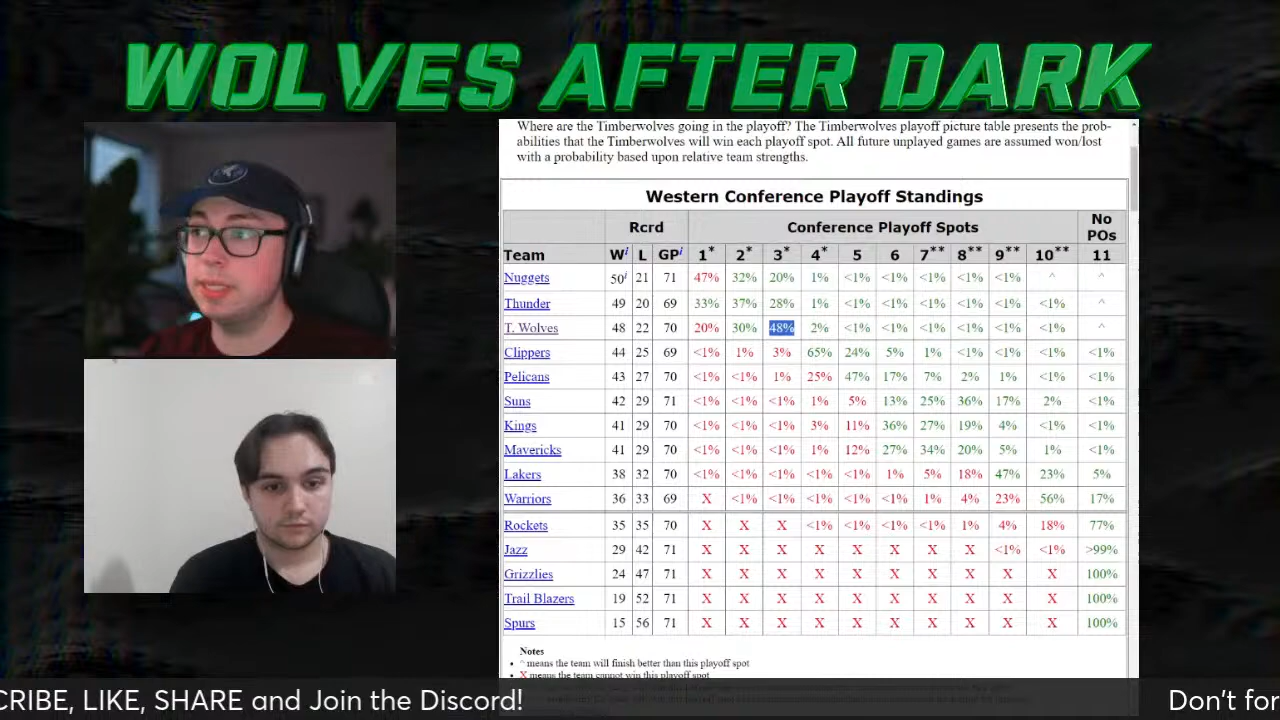 WOLVES AFTER DARK
Where are the Timberwolves going in the playoff? The Timberwolves playoff picture table presents the prob-
abilities that the Timberwolves will win each playoff spot. All future unplayed games are assumed won/lost
with a probability based upon relative team strengths.
Western Conference Playoff Standings
Rcrd Conference Playoff Spots No POs
Team Wi L GPi 1* 2* 3* 4* 5 6 7** 8** 9** 10** 11
Nuggets 50i 21 71 47% 32% 20% 1% <1% <1% <1% <1% <1% ^ ^
Thunder 49 20 69 33% 37% 28% 1% <1% <1% <1% <1% <1% <1% ^
T. Wolves 48 22 70 20% 30% 48% 2% <1% <1% <1% <1% <1% <1% ^
Clippers 44 25 69 <1% 1% 3% 65% 24% 5% 1% <1% <1% <1% <1%
Pelicans 43 27 70 <1% <1% 1% 25% 47% 17% 7% 2% 1% <1% <1%
Suns 42 29 71 <1% <1% <1% 1% 5% 13% 25% 36% 17% 2% <1%
Kings 41 29 70 <1% <1% <1% 3% 11% 36% 27% 19% 4% <1% <1%
Mavericks 41 29 70 <1% <1% <1% 1% 12% 27% 34% 20% 5% 1% <1%
Lakers 38 32 70 <1% <1% <1% <1% <1% 1% 5% 18% 47% 23% 5%
Warriors 36 33 69 X <1% <1% <1% <1% <1% 1% 4% 23% 56% 17%
Rockets 35 35 70 X X X <1% <1% <1% <1% 1% 4% 18% 77%
Jazz 29 42 71 X X X X X X X X <1% <1% >99%
Grizzlies 24 47 71 X X X X X X X X X X 100%
Trail Blazers 19 52 71 X X X X X X X X X X 100%
Spurs 15 56 71 X X X X X X X X X X 100%
Notes
• ^ means the team will finish better than this playoff spot
• X means the team cannot win this playoff spot
CRIBE, LIKE, SHARE and Join the Discord! Don't for